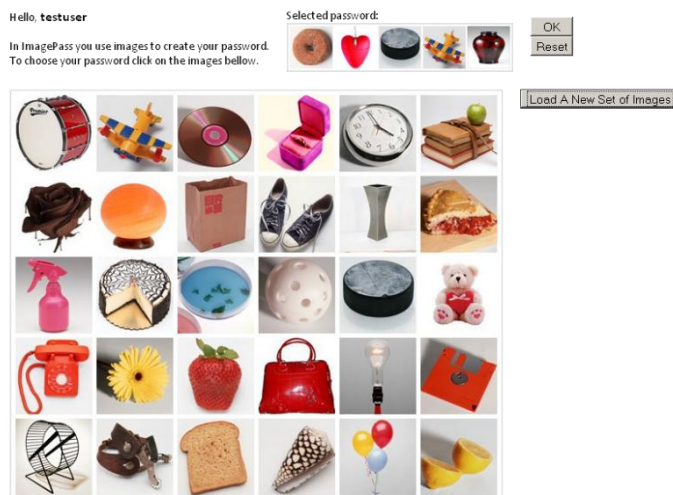 Hello, testuser
Selected password:
OK
Reset
In ImagePass you use images to create your password.
To choose your password click on the images bellow.
Load A New Set of Images
Premier